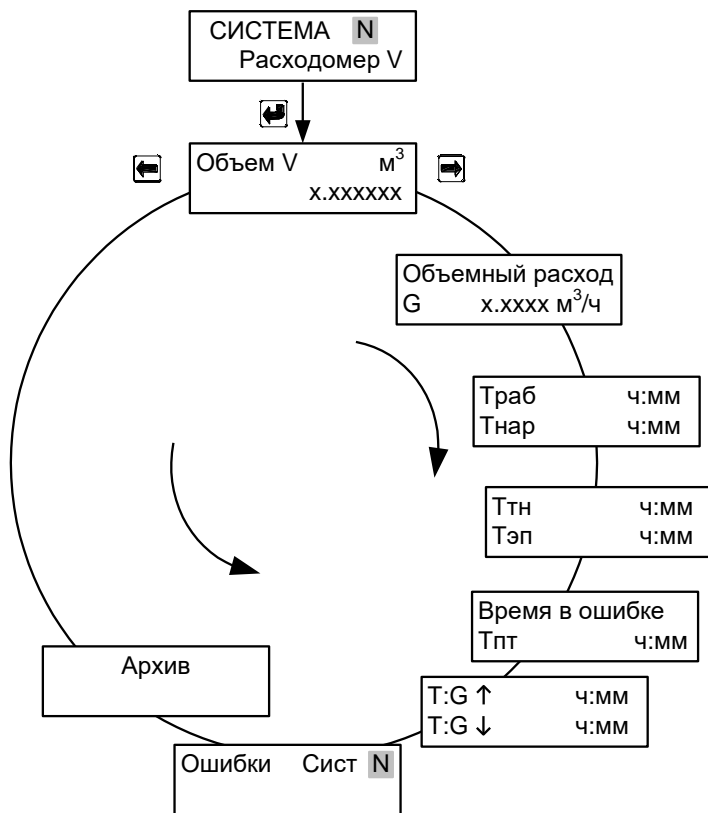 СИСТЕМА N
Расходомер V
Объем V м³
x.xxxxxx
Объемный расход
G x.xxxx м³/ч
Траб ч:мм
Тнар ч:мм
Ттн ч:мм
Тэп ч:мм
Время в ошибке
Тпт ч:мм
Архив
T:G ↑ ч:мм
T:G ↓ ч:мм
Ошибки Сист N